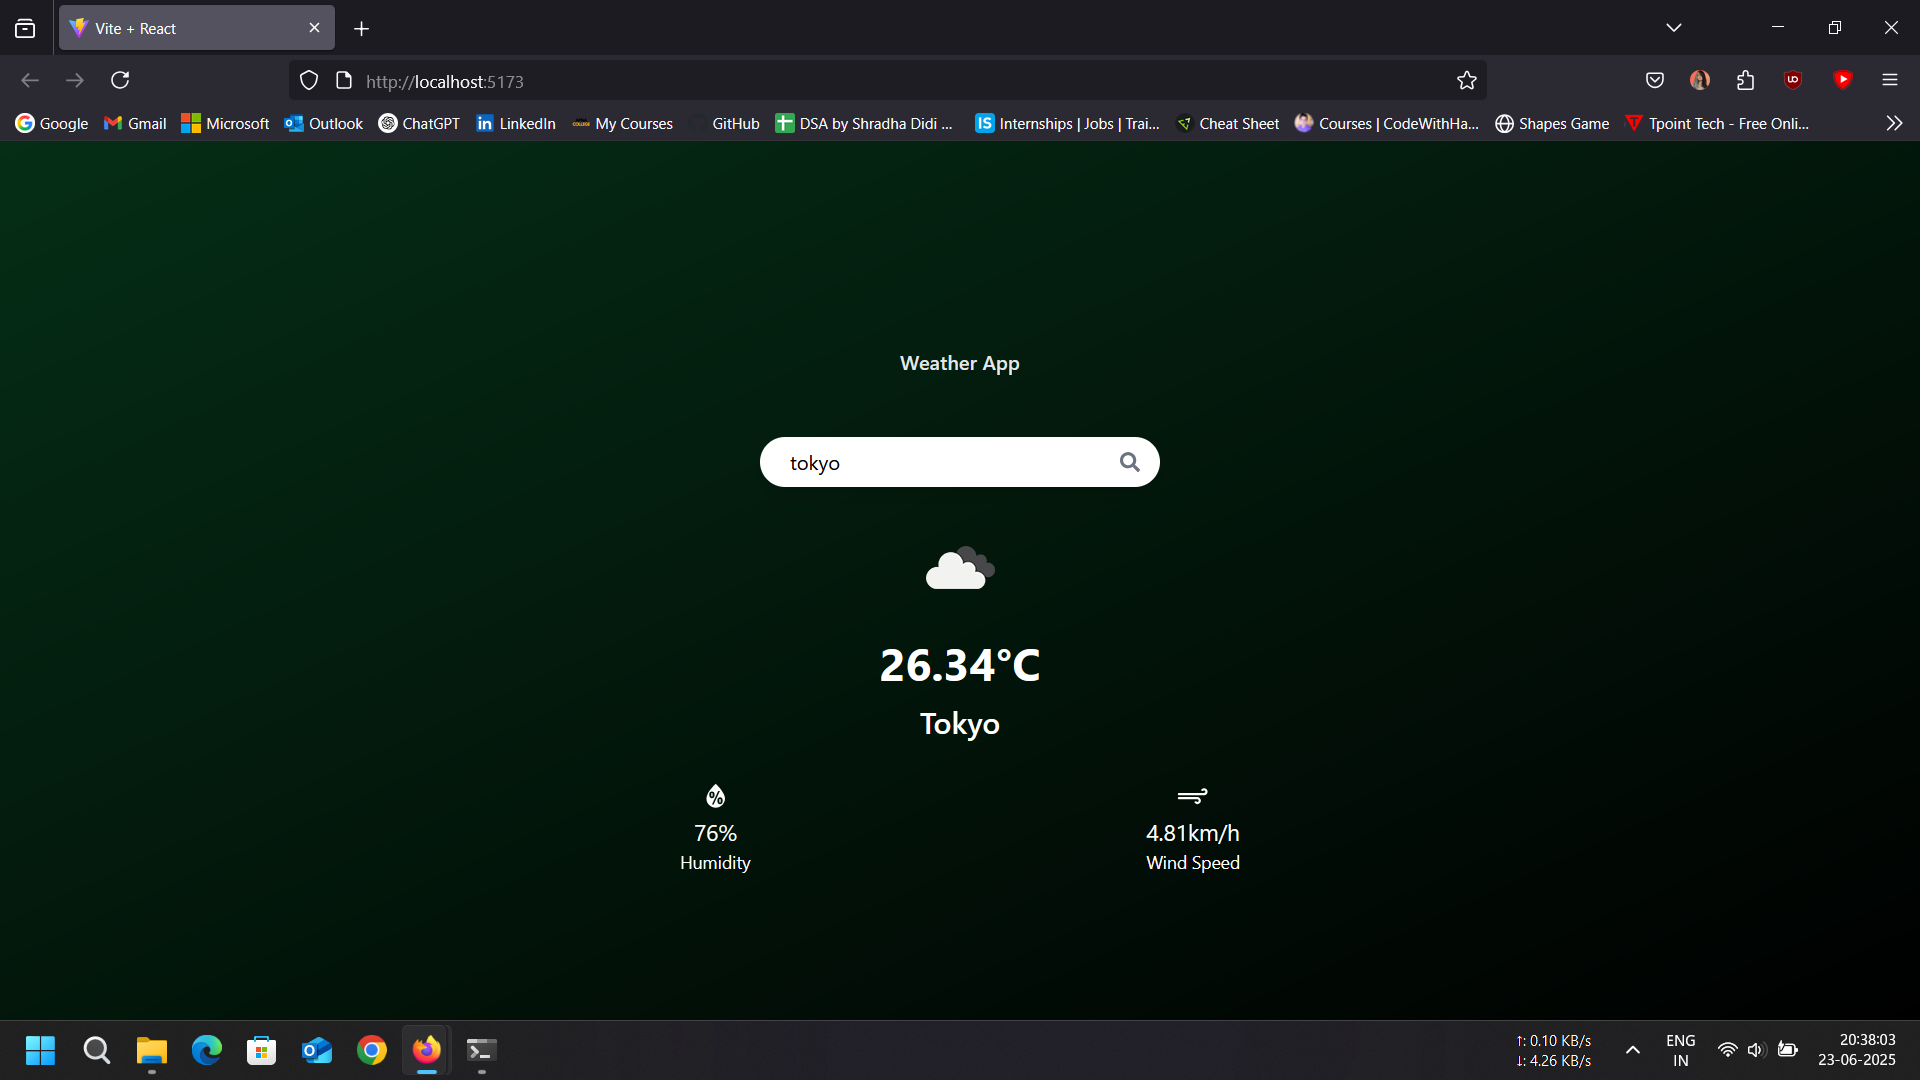 Vite + React
http://localhost:5173
Google Gmail Microsoft Outlook ChatGPT LinkedIn My Courses GitHub DSA by Shradha Didi ... Internships | Jobs | Trai... Cheat Sheet Courses | CodeWithHa... Shapes Game Tpoint Tech - Free Onli...
Weather App
tokyo
26.34°C
Tokyo
76%
Humidity
4.81km/h
Wind Speed
↑: 0.10 KB/s
↓: 4.26 KB/s
ENG
IN
20:38:03
23-06-2025